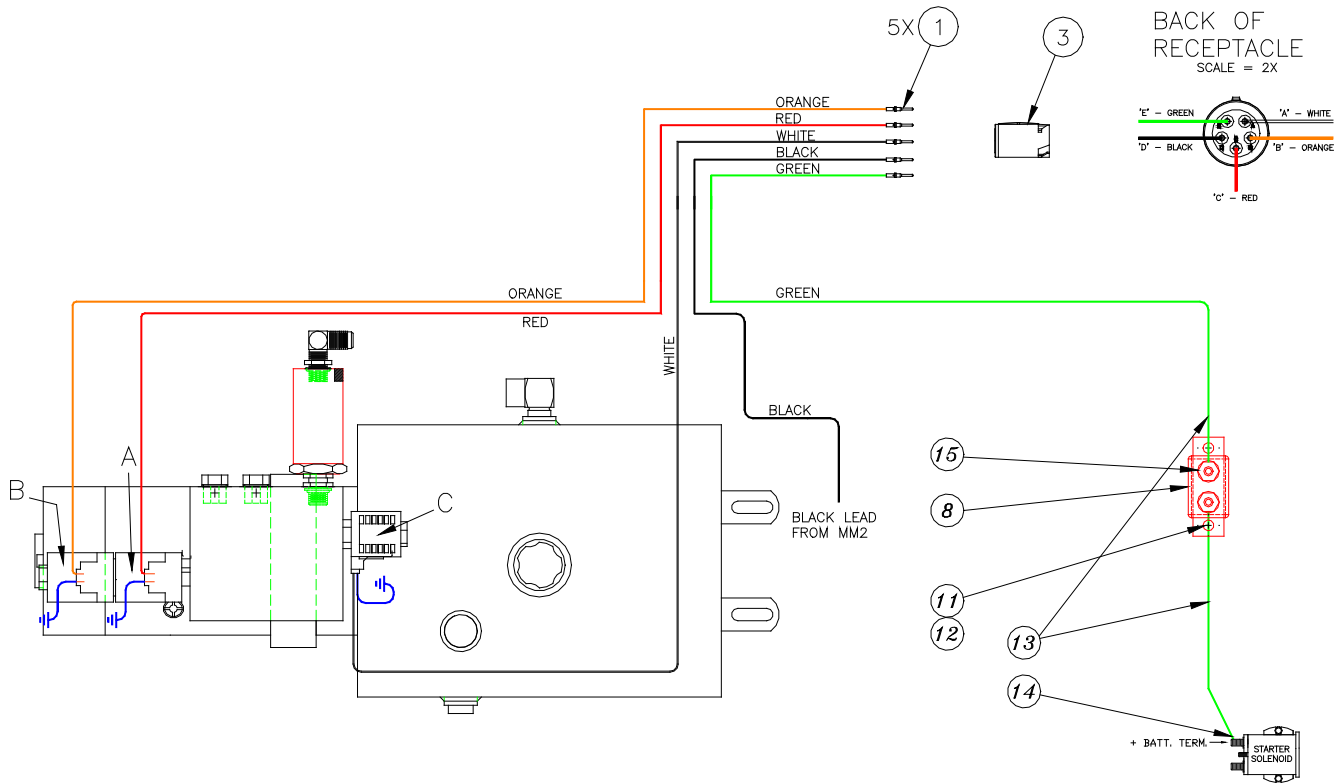 5X 1
3
BACK OF
RECEPTACLE
SCALE = 2X
ORANGE
RED
WHITE
BLACK
GREEN
'E' - GREEN
'A' - WHITE
'D' - BLACK
'B' - ORANGE
'C' - RED
ORANGE
RED
GREEN
WHITE
BLACK
A
B
C
BLACK LEAD
FROM MM2
15
8
11
12
13
14
+ BATT. TERM.
STARTER
SOLENOID